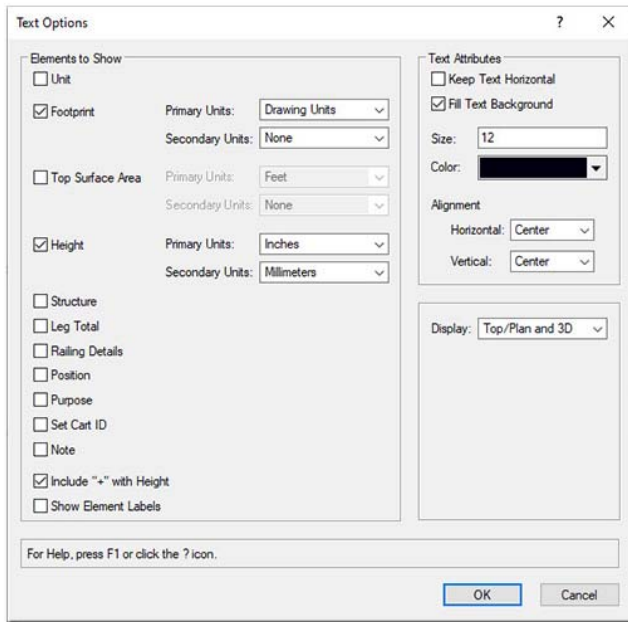 Text Options
?
Elements to Show
Unit
Footprint Primary Units: Drawing Units
Secondary Units: None
Top Surface Area Primary Units: Feet
Secondary Units: None
Height Primary Units: Inches
Secondary Units: Millimeters
Structure
Leg Total
Railing Details
Position
Purpose
Set Cart ID
Note
Include "+" with Height
Show Element Labels
Text Attributes
Keep Text Horizontal
Fill Text Background
Size: 12
Color:
Alignment
Horizontal: Center
Vertical: Center
Display: Top/Plan and 3D
For Help, press F1 or click the ? icon.
OK Cancel